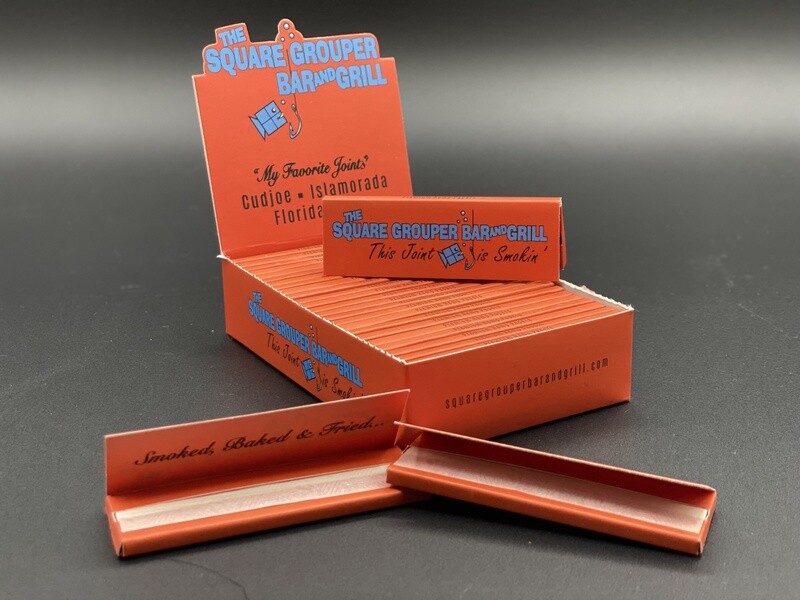 THE
SQUARE GROUPER
BAR AND GRILL
"My Favorite Joints"
Cudjoe ▪ Islamorada
Florida
THE
SQUARE GROUPER BAR AND GRILL
This Joint is Smokin'
THE
SQUARE GROUPER BAR AND GRILL
This Joint is Smokin'
squaregrouperbarandgrill.com
Smoked, Baked & Fried...